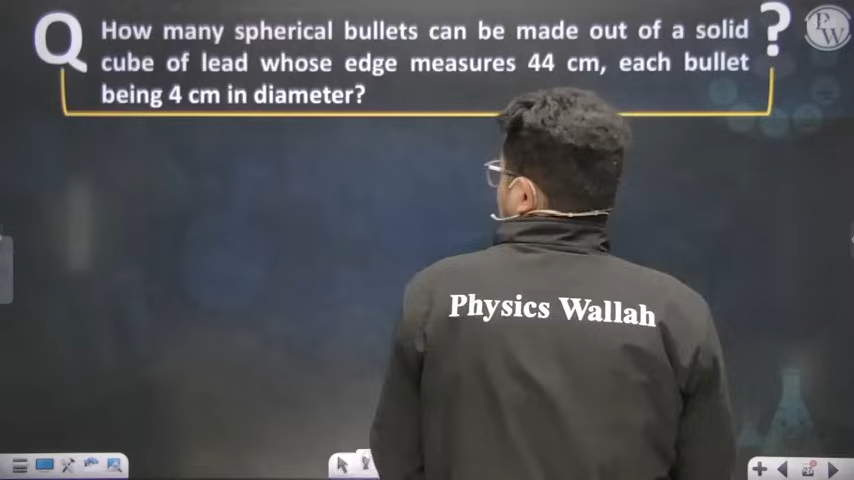 Q How many spherical bullets can be made out of a solid ?
cube of lead whose edge measures 44 cm, each bullet
being 4 cm in diameter?
PW
Physics Wallah